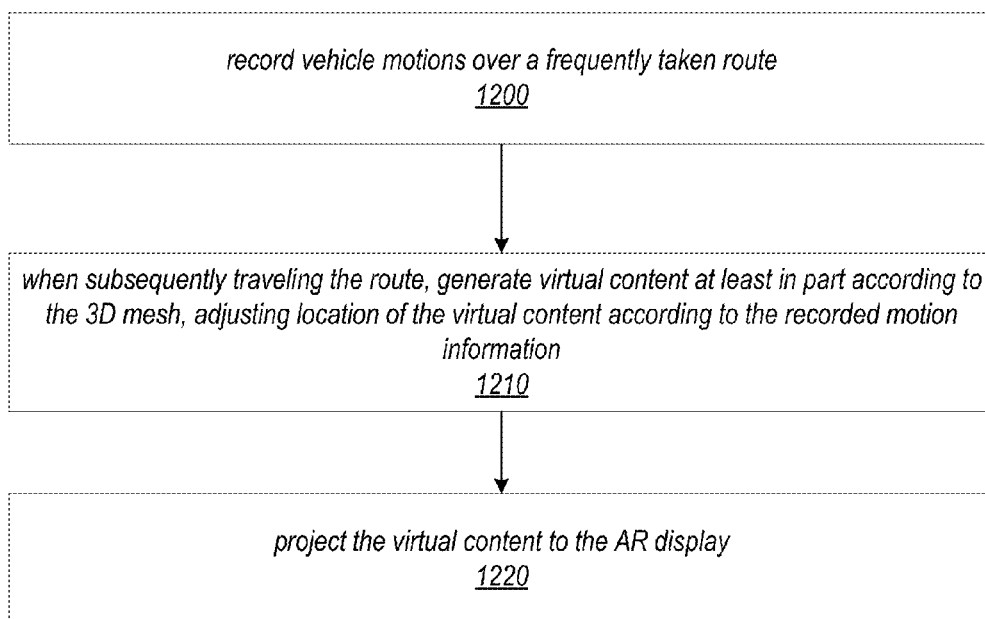 record vehicle motions over a frequently taken route
1200
when subsequently traveling the route, generate virtual content at least in part according to
the 3D mesh, adjusting location of the virtual content according to the recorded motion
information
1210
project the virtual content to the AR display
1220